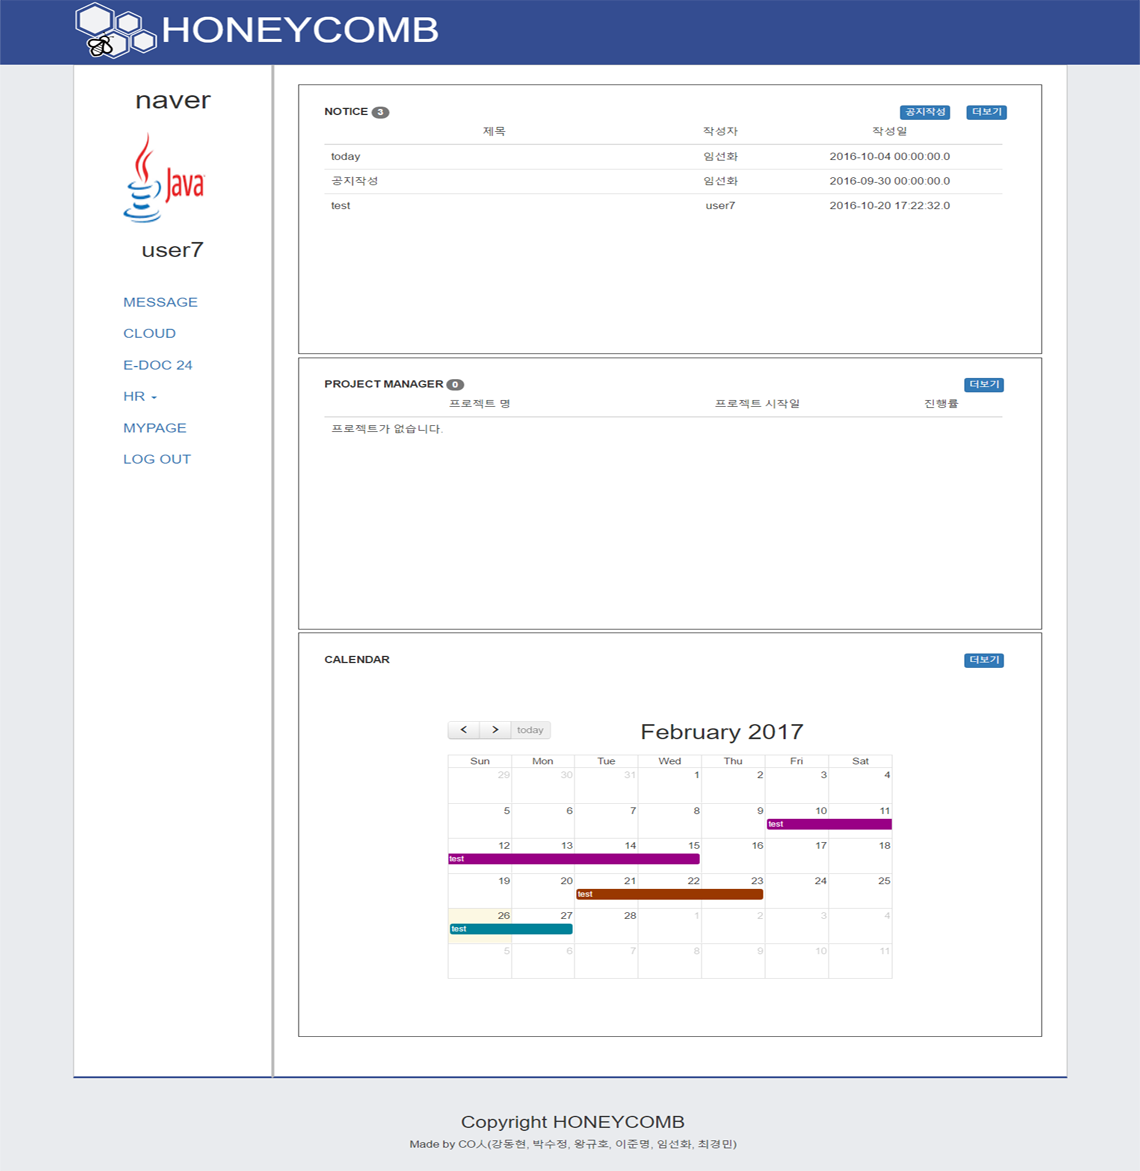 HONEYCOMB
naver
Java
user7
MESSAGE
CLOUD
E-DOC 24
HR
MYPAGE
LOG OUT
NOTICE 3 공지작성 더보기
제목 작성자 작성일
today 임선화 2016-10-04 00:00:00.0
공지작성 임선화 2016-09-30 00:00:00.0
test user7 2016-10-20 17:22:32.0
PROJECT MANAGER 0 더보기
프로젝트 명 프로젝트 시작일 진행률
프로젝트가 없습니다.
CALENDAR 더보기
< > today February 2017
Sun Mon Tue Wed Thu Fri Sat
29 30 31 1 2 3 4
5 6 7 8 9 10 11
test
12 13 14 15 16 17 18
test
19 20 21 22 23 24 25
test
26 27 28 1 2 3 4
test
5 6 7 8 9 10 11
Copyright HONEYCOMB
Made by CO人(강동현, 박수정, 왕규호, 이준명, 임선화, 최경민)